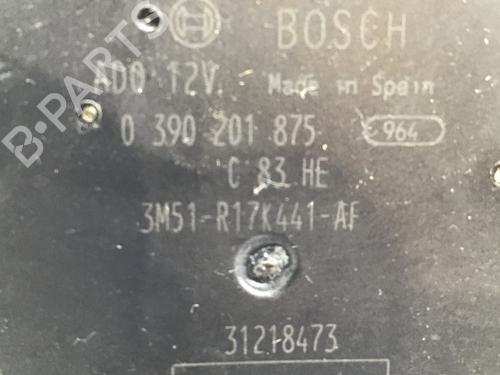 BOSCH
ADO 12V. Made in Spain
0 390 201 875 964
C 83 HE
3M51-R17K441-AF
31218473
B-PARTS